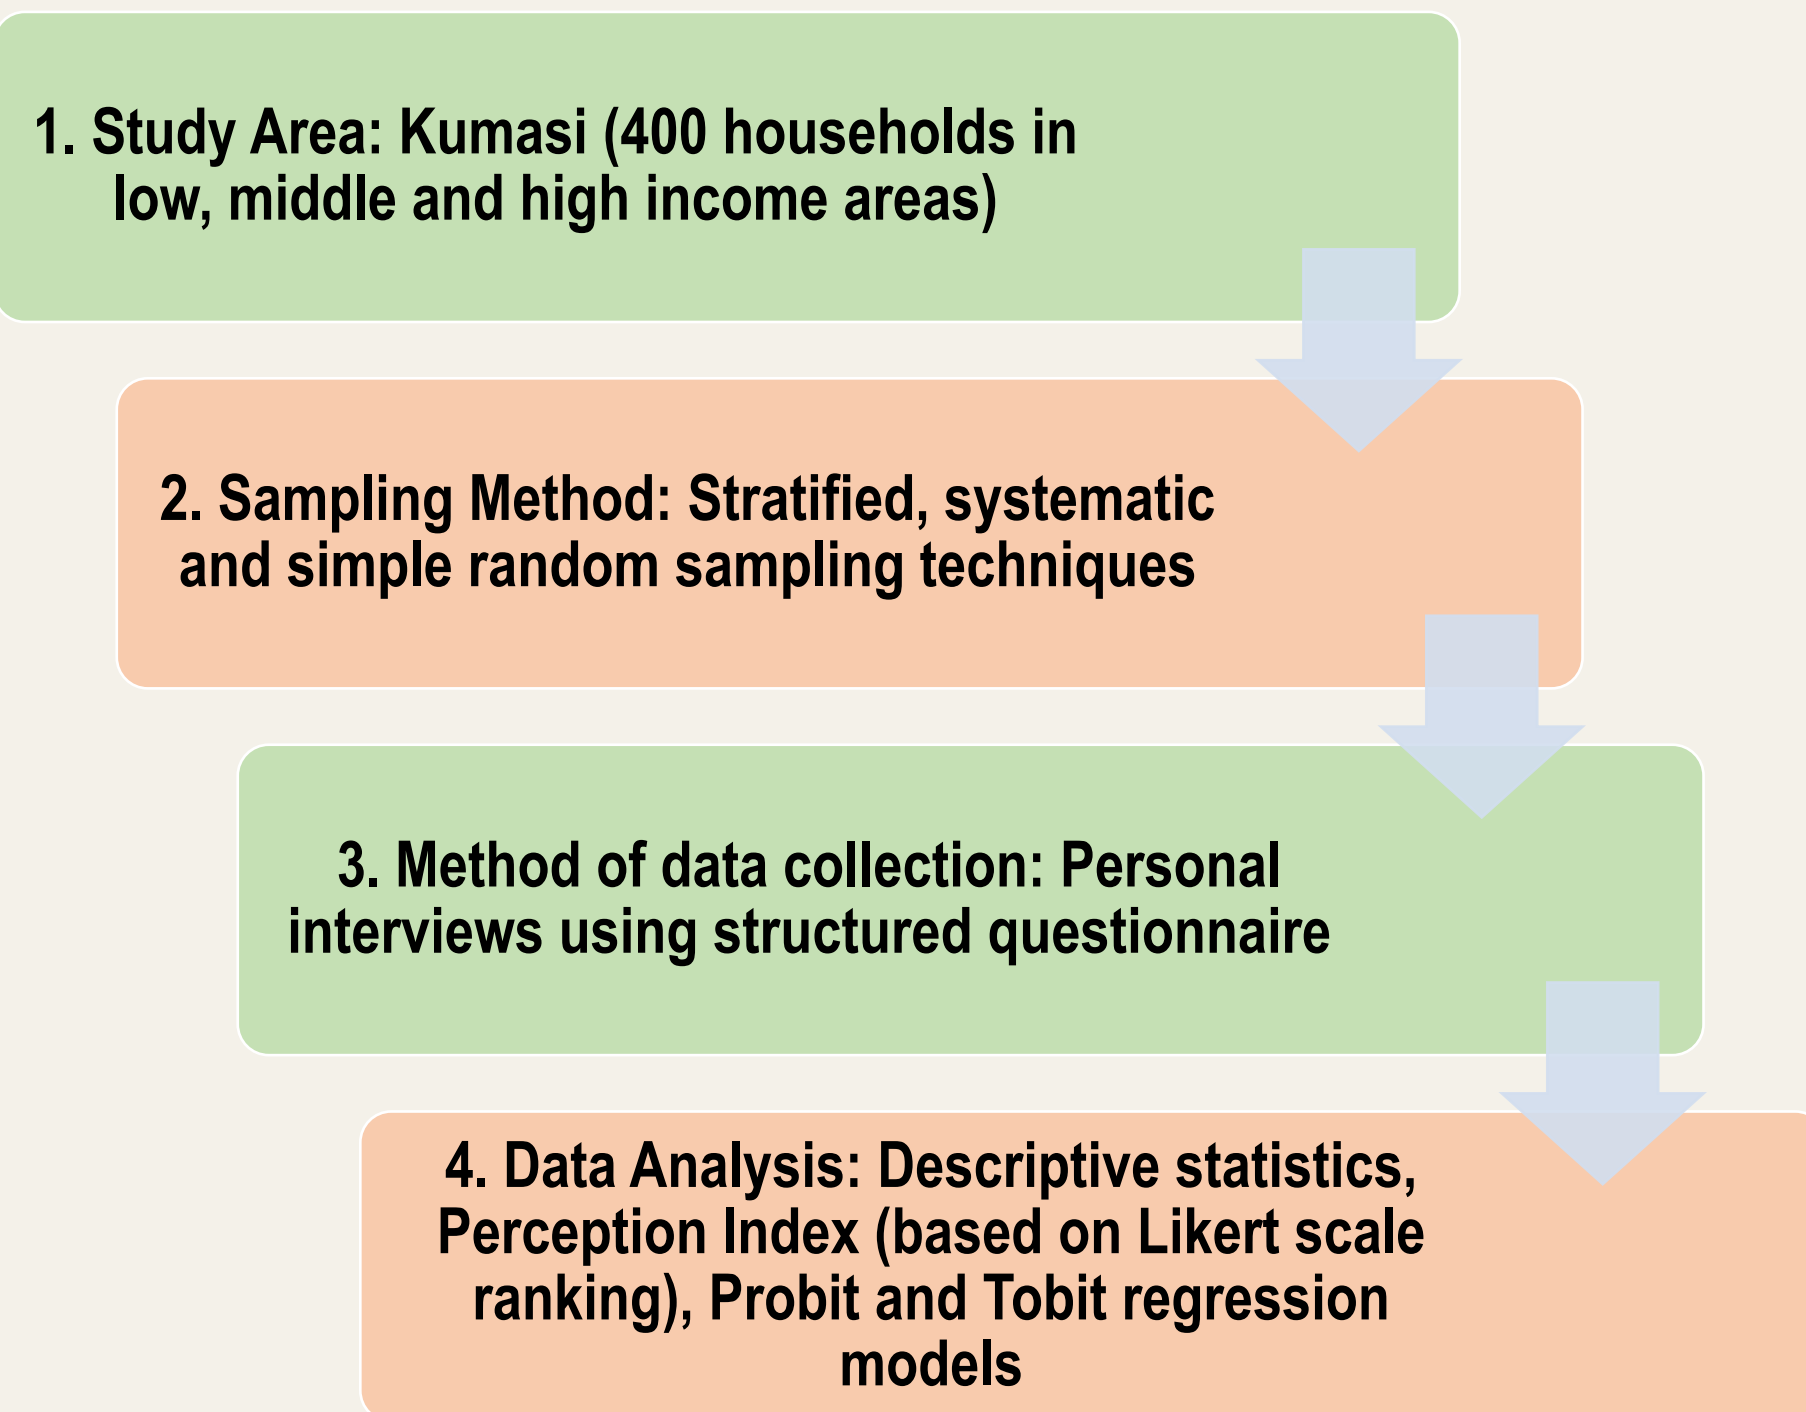 1. Study Area: Kumasi (400 households in
low, middle and high income areas)
2. Sampling Method: Stratified, systematic
and simple random sampling techniques
3. Method of data collection: Personal
interviews using structured questionnaire
4. Data Analysis: Descriptive statistics,
Perception Index (based on Likert scale
ranking), Probit and Tobit regression
models